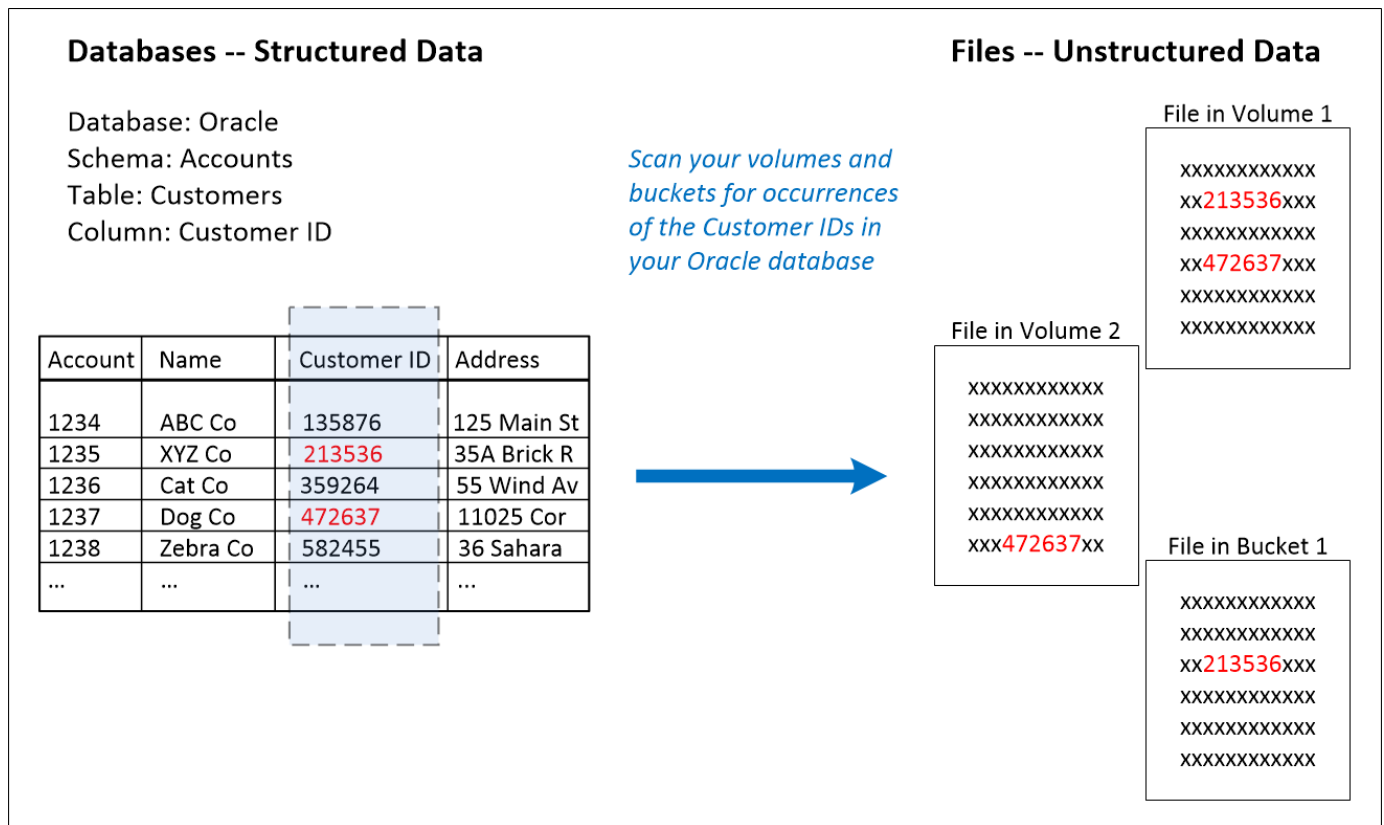 Databases -- Structured Data
Database: Oracle
Schema: Accounts
Table: Customers
Column: Customer ID
Account Name Customer ID Address
1234 ABC Co 135876 125 Main St
1235 XYZ Co 213536 35A Brick R
1236 Cat Co 359264 55 Wind Av
1237 Dog Co 472637 11025 Cor
1238 Zebra Co 582455 36 Sahara
... ... ... ...
Scan your volumes and
buckets for occurrences
of the Customer IDs in
your Oracle database
Files -- Unstructured Data
File in Volume 1
xxxxxxxxxxxx
xx213536xxx
xxxxxxxxxxxx
xx472637xxx
xxxxxxxxxxxx
xxxxxxxxxxxx
File in Volume 2
xxxxxxxxxxxx
xxxxxxxxxxxx
xxxxxxxxxxxx
xxxxxxxxxxxx
xxxxxxxxxxxx
xxx472637xx
File in Bucket 1
xxxxxxxxxxxx
xxxxxxxxxxxx
xx213536xxx
xxxxxxxxxxxx
xxxxxxxxxxxx
xxxxxxxxxxxx